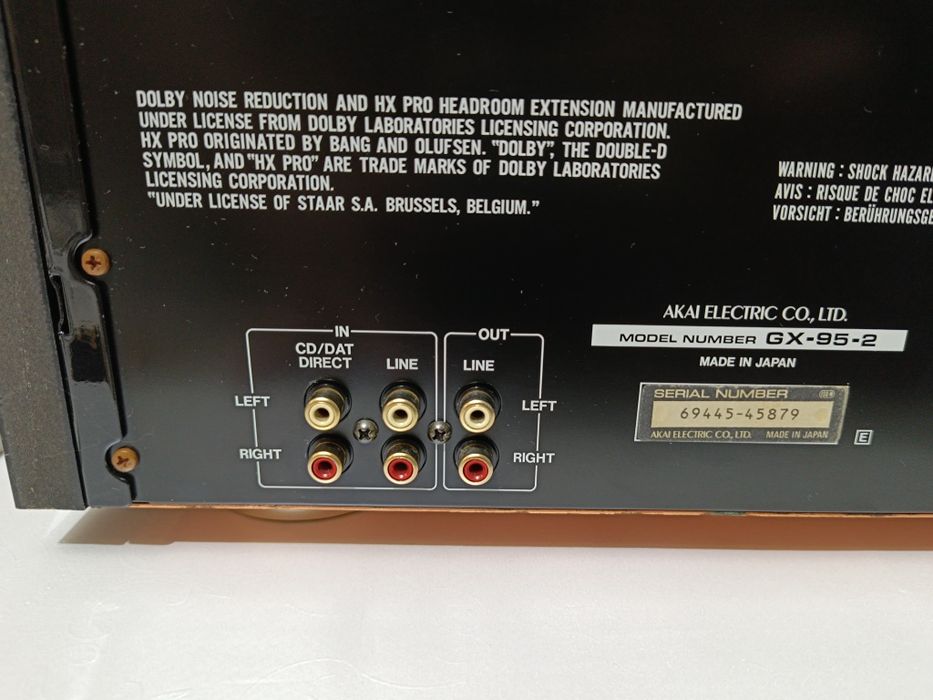 DOLBY NOISE REDUCTION AND HX PRO HEADROOM EXTENSION MANUFACTURED
UNDER LICENSE FROM DOLBY LABORATORIES LICENSING CORPORATION.
HX PRO ORIGINATED BY BANG AND OLUFSEN. "DOLBY", THE DOUBLE-D
SYMBOL, AND "HX PRO" ARE TRADE MARKS OF DOLBY LABORATORIES
LICENSING CORPORATION.
"UNDER LICENSE OF STAAR S.A. BRUSSELS, BELGIUM."
WARNING : SHOCK HAZAR
AVIS : RISQUE DE CHOC EL
VORSICHT : BERÜHRUNGSGE
AKAI ELECTRIC CO., LTD.
MODEL NUMBER GX-95-2
MADE IN JAPAN
IN
OUT
CD/DAT
DIRECT
LINE
LINE
LEFT
LEFT
RIGHT
RIGHT
SERIAL NUMBER
69445-45879
AKAI ELECTRIC CO., LTD. MADE IN JAPAN
E